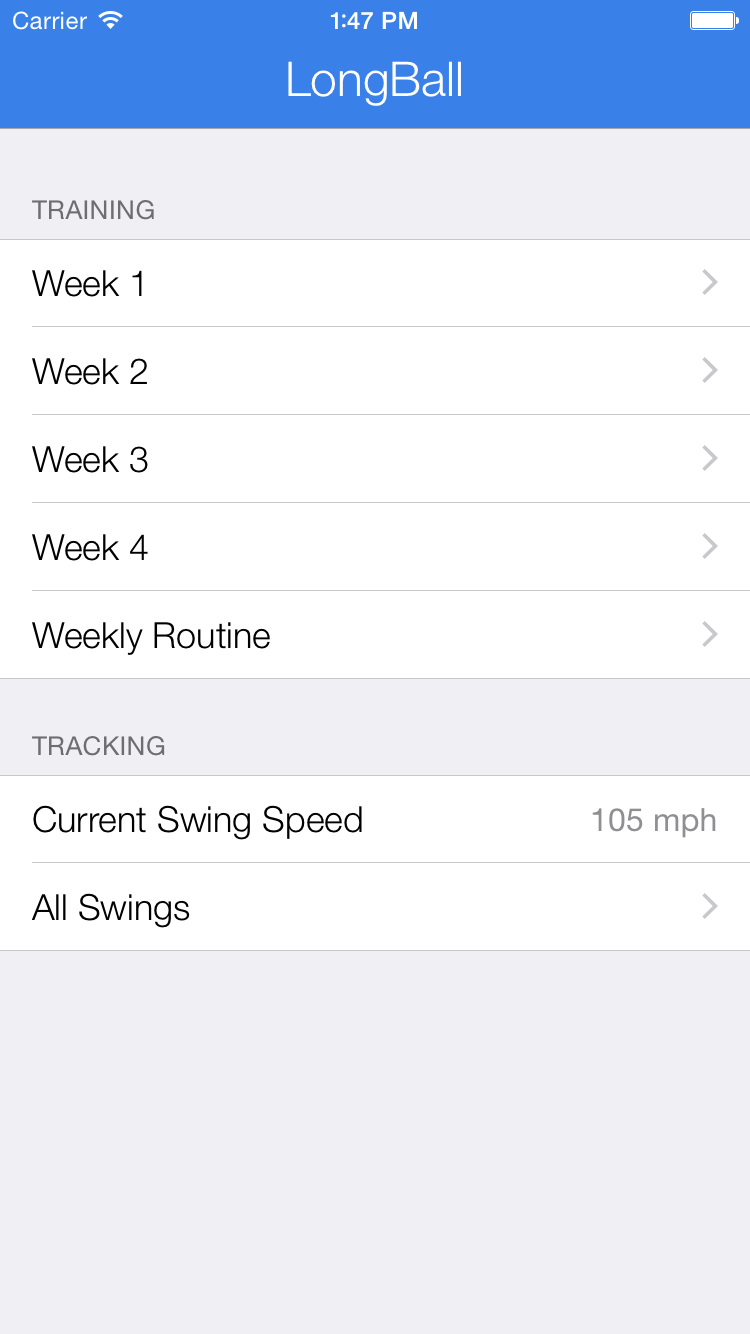 Carrier 1:47 PM
LongBall
TRAINING
Week 1
Week 2
Week 3
Week 4
Weekly Routine
TRACKING
Current Swing Speed 105 mph
All Swings